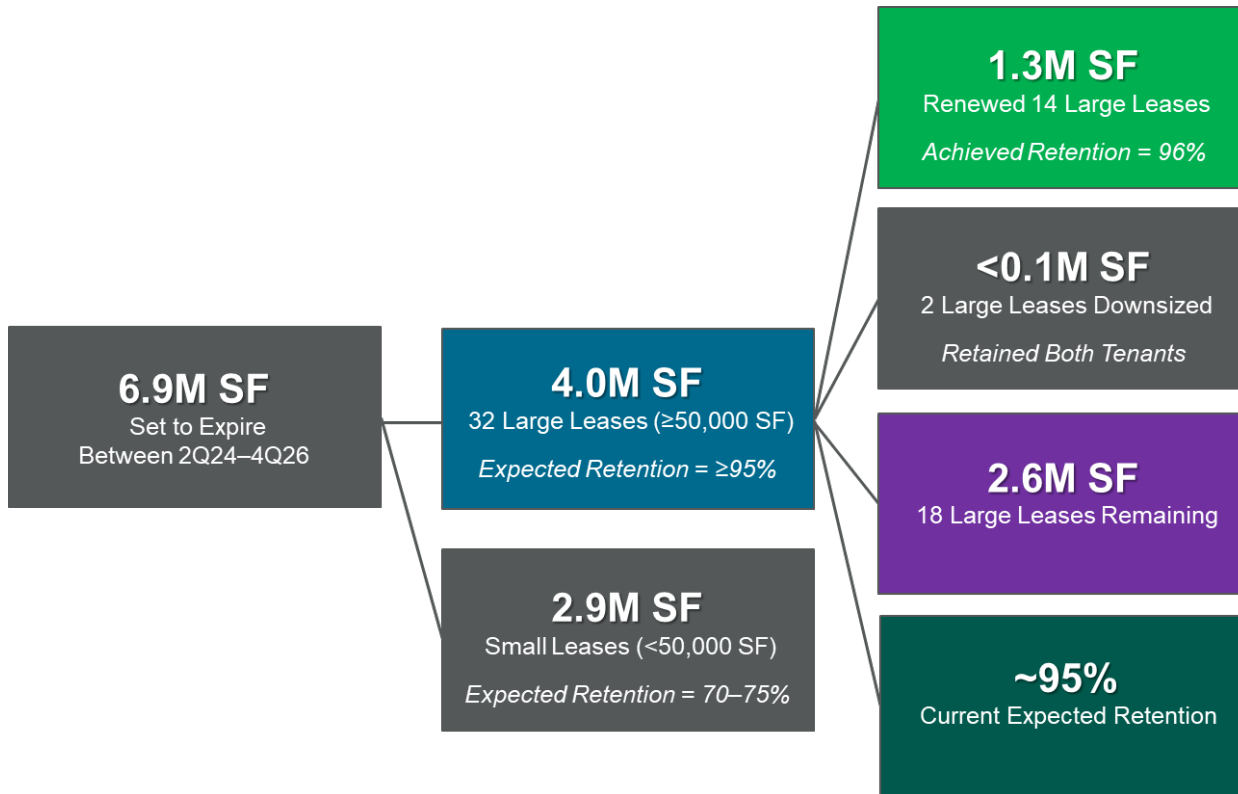 6.9M SF
Set to Expire
Between 2Q24–4Q26
4.0M SF
32 Large Leases (≥50,000 SF)
Expected Retention = ≥95%
2.9M SF
Small Leases (<50,000 SF)
Expected Retention = 70–75%
1.3M SF
Renewed 14 Large Leases
Achieved Retention = 96%
<0.1M SF
2 Large Leases Downsized
Retained Both Tenants
2.6M SF
18 Large Leases Remaining
~95%
Current Expected Retention